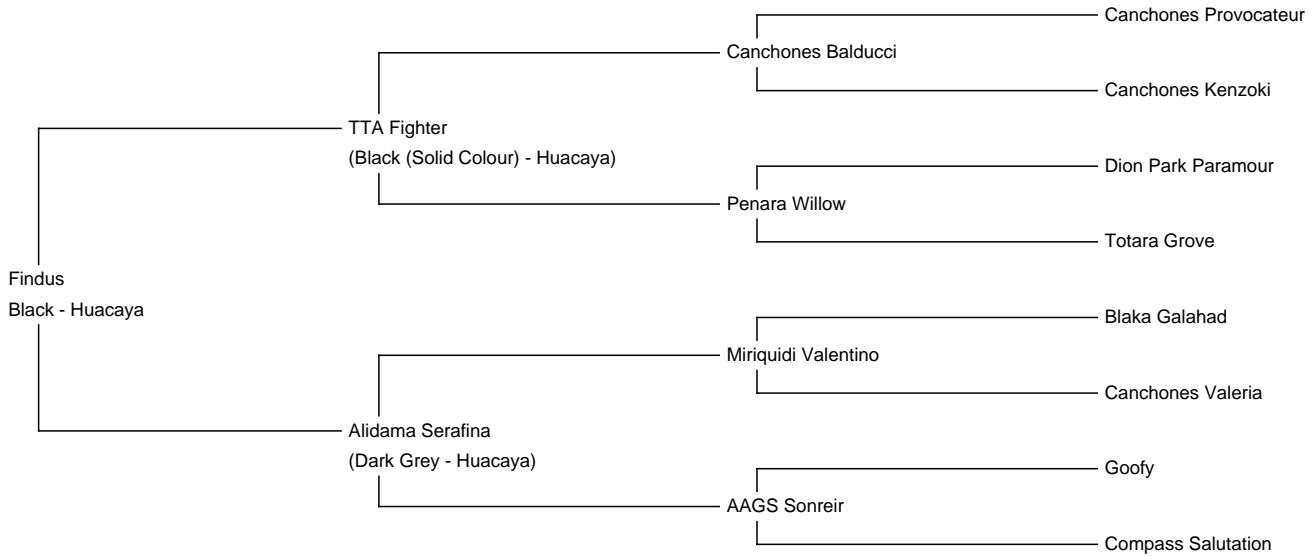 Canchones Provocateur
Canchones Balducci
Canchones Kenzoki
TTA Fighter
(Black (Solid Colour) - Huacaya)
Dion Park Paramour
Penara Willow
Totara Grove
Findus
Black - Huacaya
Blaka Galahad
Miriquidi Valentino
Canchones Valeria
Alidama Serafina
(Dark Grey - Huacaya)
Goofy
AAGS Sonreir
Compass Salutation